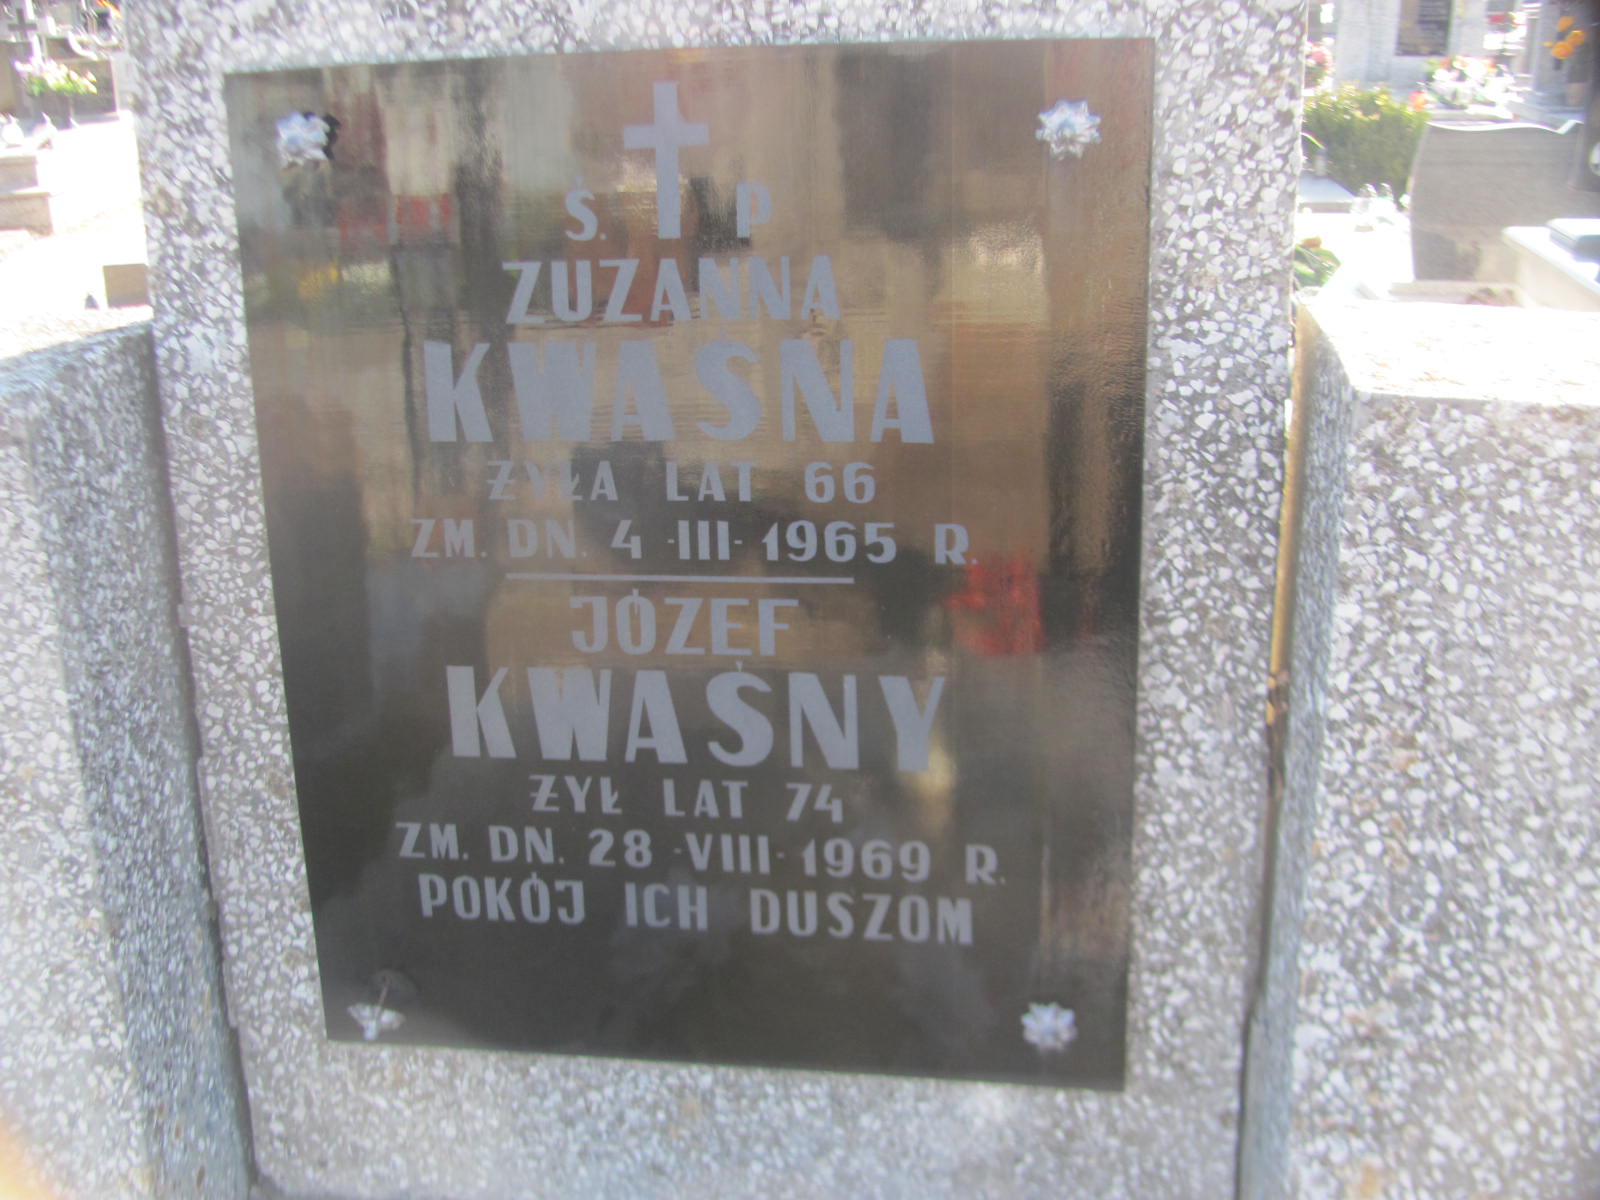 Ś. P
ZUZANNA
KWAŚNA
ŻYŁA LAT 66
ZM. DN. 4 ·III· 1965 R.
JÓZEF
KWAŚNY
ŻYŁ LAT 74
ZM. DN. 28 ·VIII· 1969 R.
POKÓJ ICH DUSZOM